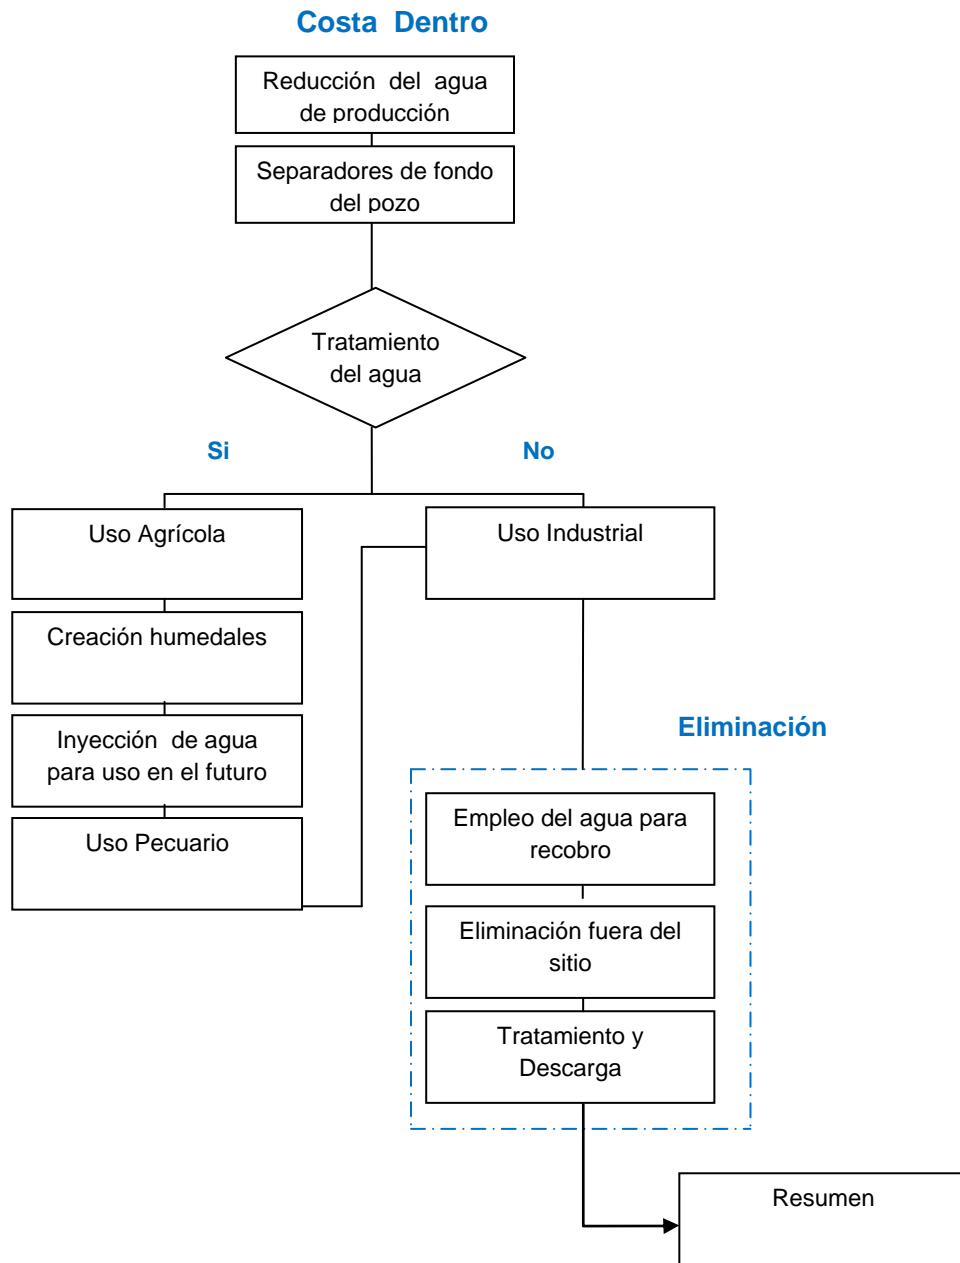 Costa Dentro
Reducción del agua
de producción
Separadores de fondo
del pozo
Tratamiento
del agua
Si
No
Uso Agrícola
Uso Industrial
Creación humedales
Inyección de agua
para uso en el futuro
Uso Pecuario
Eliminación
Empleo del agua para
recobro
Eliminación fuera del
sitio
Tratamiento y
Descarga
Resumen